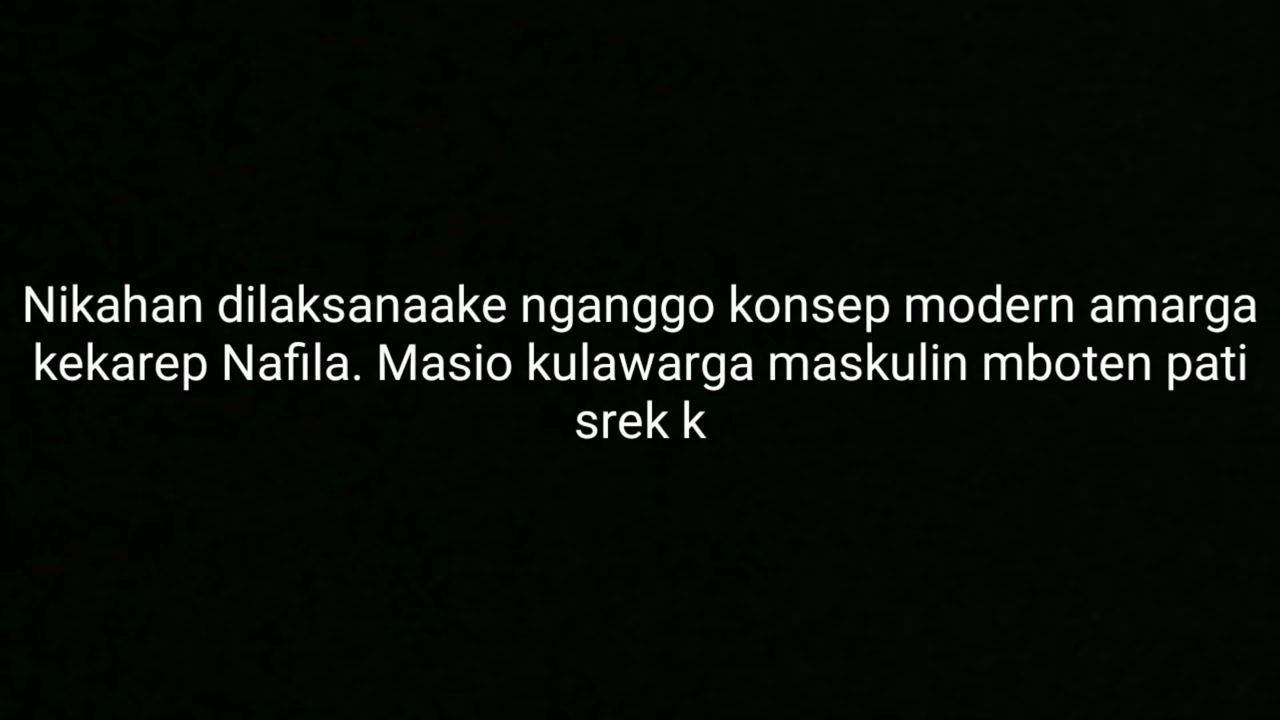 Nikahan dilaksanaake nganggo konsep modern amarga
kekarep Nafila. Masio kulawarga maskulin mboten pati
srek k